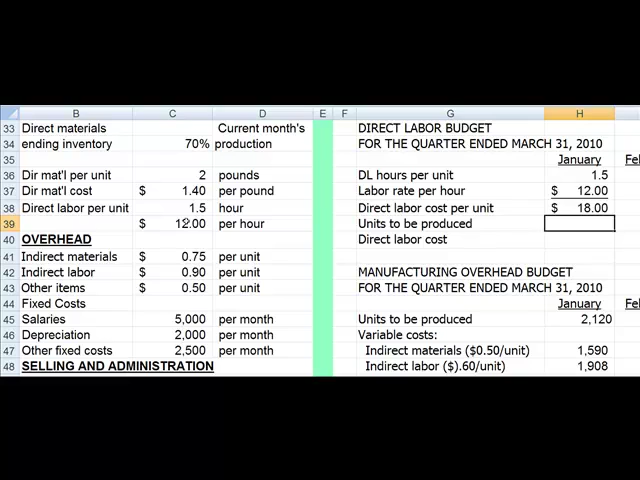 B C D E F G H
33 Direct materials Current month's DIRECT LABOR BUDGET
34 ending inventory 70% production FOR THE QUARTER ENDED MARCH 31, 2010
35 January Fel
36 Dir mat'l per unit 2 pounds DL hours per unit 1.5
37 Dir mat'l cost $ 1.40 per pound Labor rate per hour $ 12.00
38 Direct labor per unit 1.5 hour Direct labor cost per unit $ 18.00
39 $ 12.00 per hour Units to be produced
40 OVERHEAD Direct labor cost
41 Indirect materials $ 0.75 per unit
42 Indirect labor $ 0.90 per unit MANUFACTURING OVERHEAD BUDGET
43 Other items $ 0.50 per unit FOR THE QUARTER ENDED MARCH 31, 2010
44 Fixed Costs January Fel
45 Salaries 5,000 per month Units to be produced 2,120
46 Depreciation 2,000 per month Variable costs:
47 Other fixed costs 2,500 per month Indirect materials ($0.50/unit) 1,590
48 SELLING AND ADMINISTRATION Indirect labor ($).60/unit) 1,908